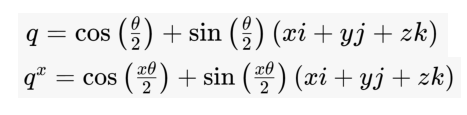 q = cos(θ/2) + sin(θ/2)(xi + yj + zk)
q^x = cos(xθ/2) + sin(xθ/2)(xi + yj + zk)